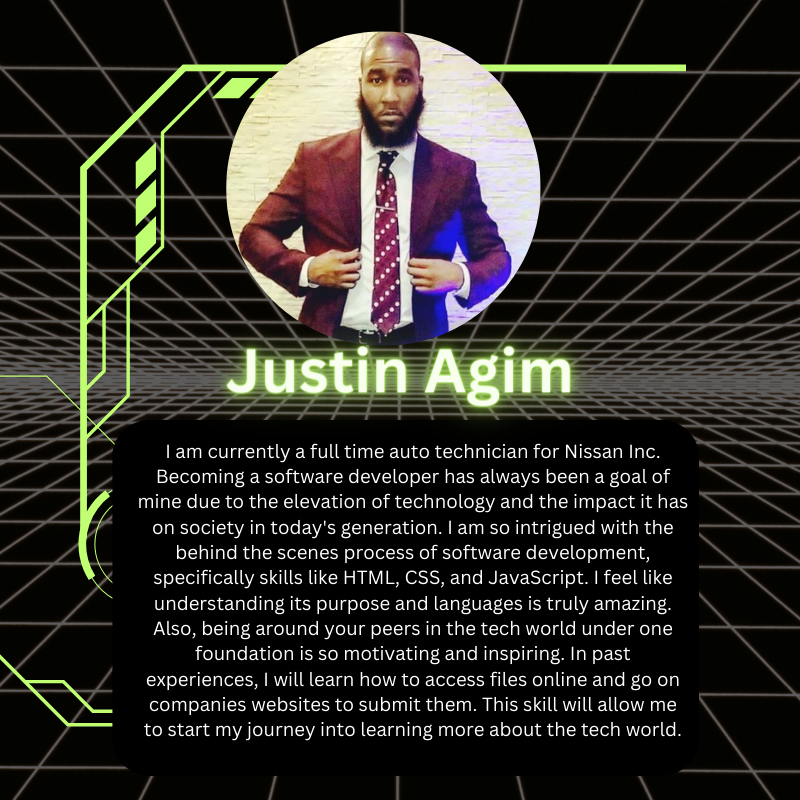 Justin Agim
I am currently a full time auto technician for Nissan Inc.
Becoming a software developer has always been a goal of
mine due to the elevation of technology and the impact it has
on society in today's generation. I am so intrigued with the
behind the scenes process of software development,
specifically skills like HTML, CSS, and JavaScript. I feel like
understanding its purpose and languages is truly amazing.
Also, being around your peers in the tech world under one
foundation is so motivating and inspiring. In past
experiences, I will learn how to access files online and go on
companies websites to submit them. This skill will allow me
to start my journey into learning more about the tech world.